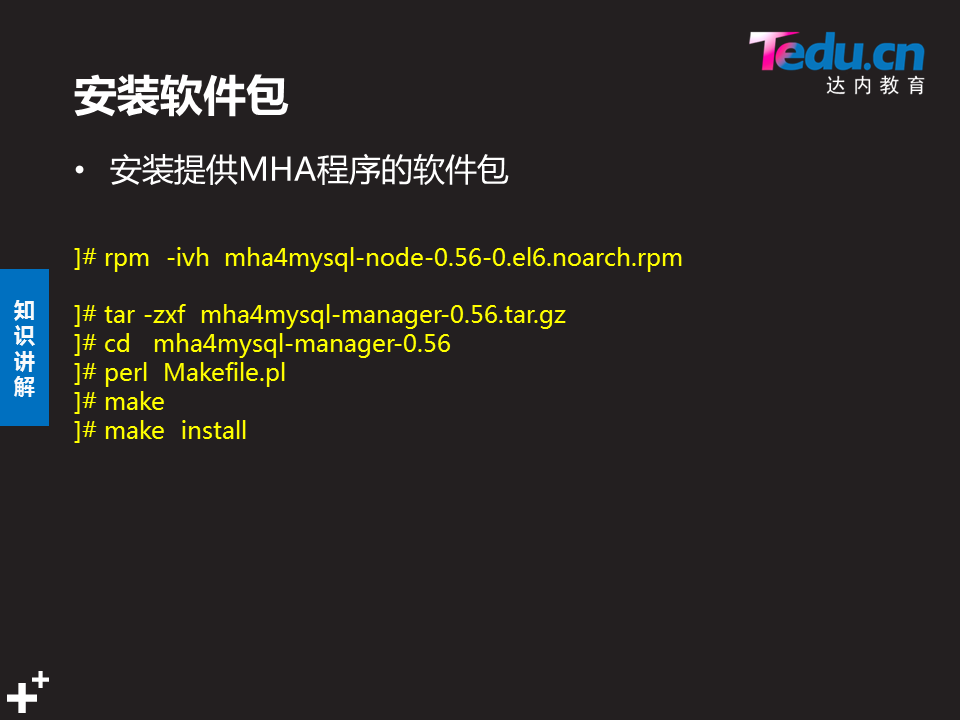 Tedu.cn
达内教育
安装软件包
• 安装提供MHA程序的软件包
]# rpm -ivh mha4mysql-node-0.56-0.el6.noarch.rpm
]# tar -zxf mha4mysql-manager-0.56.tar.gz
]# cd mha4mysql-manager-0.56
]# perl Makefile.pl
]# make
]# make install
知识讲解